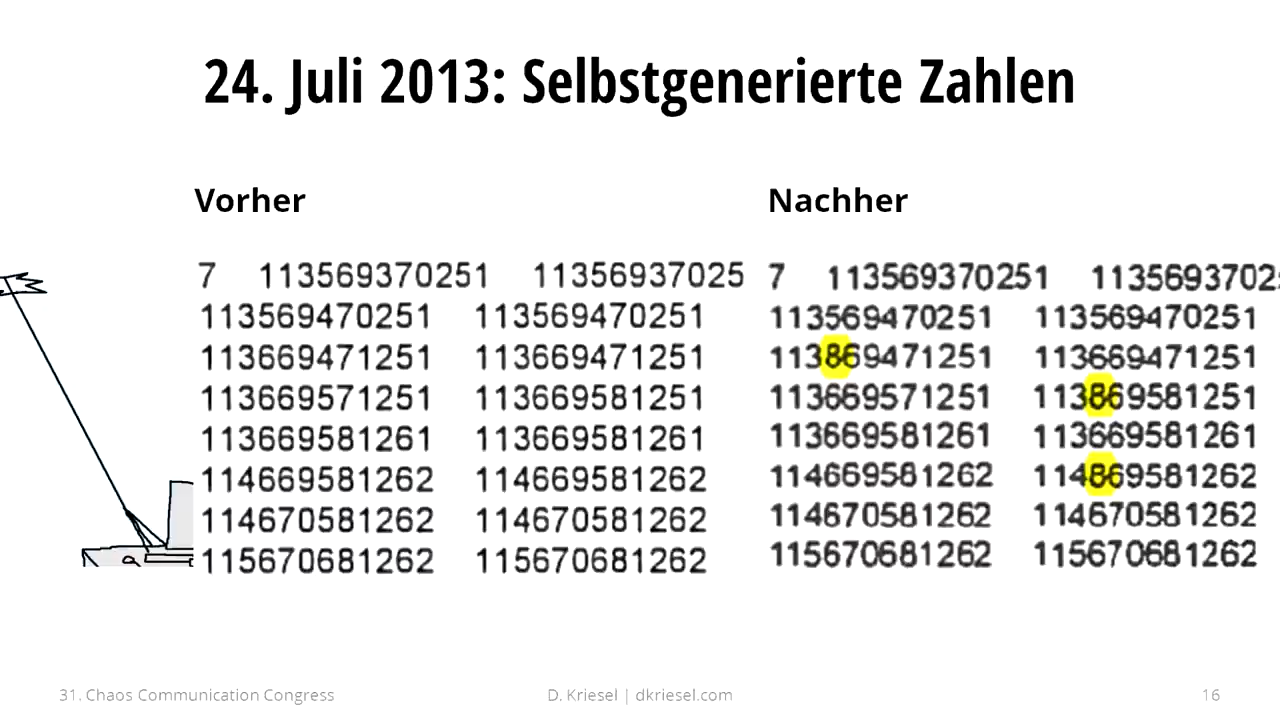 24. Juli 2013: Selbstgenerierte Zahlen
Vorher
7 113569370251 11356937025
113569470251 113569470251
113669471251 113669471251
113669571251 113669581251
113669581261 113669581261
114669581262 114669581262
114670581262 114670581262
115670681262 115670681262
Nachher
7 113569370251 11356937025
113569470251 113569470251
113869471251 113669471251
113669571251 113869581251
113669581261 113669581261
114669581262 114869581262
114670581262 114670581262
115670681262 115670681262
31. Chaos Communication Congress
D. Kriesel | dkriesel.com
16